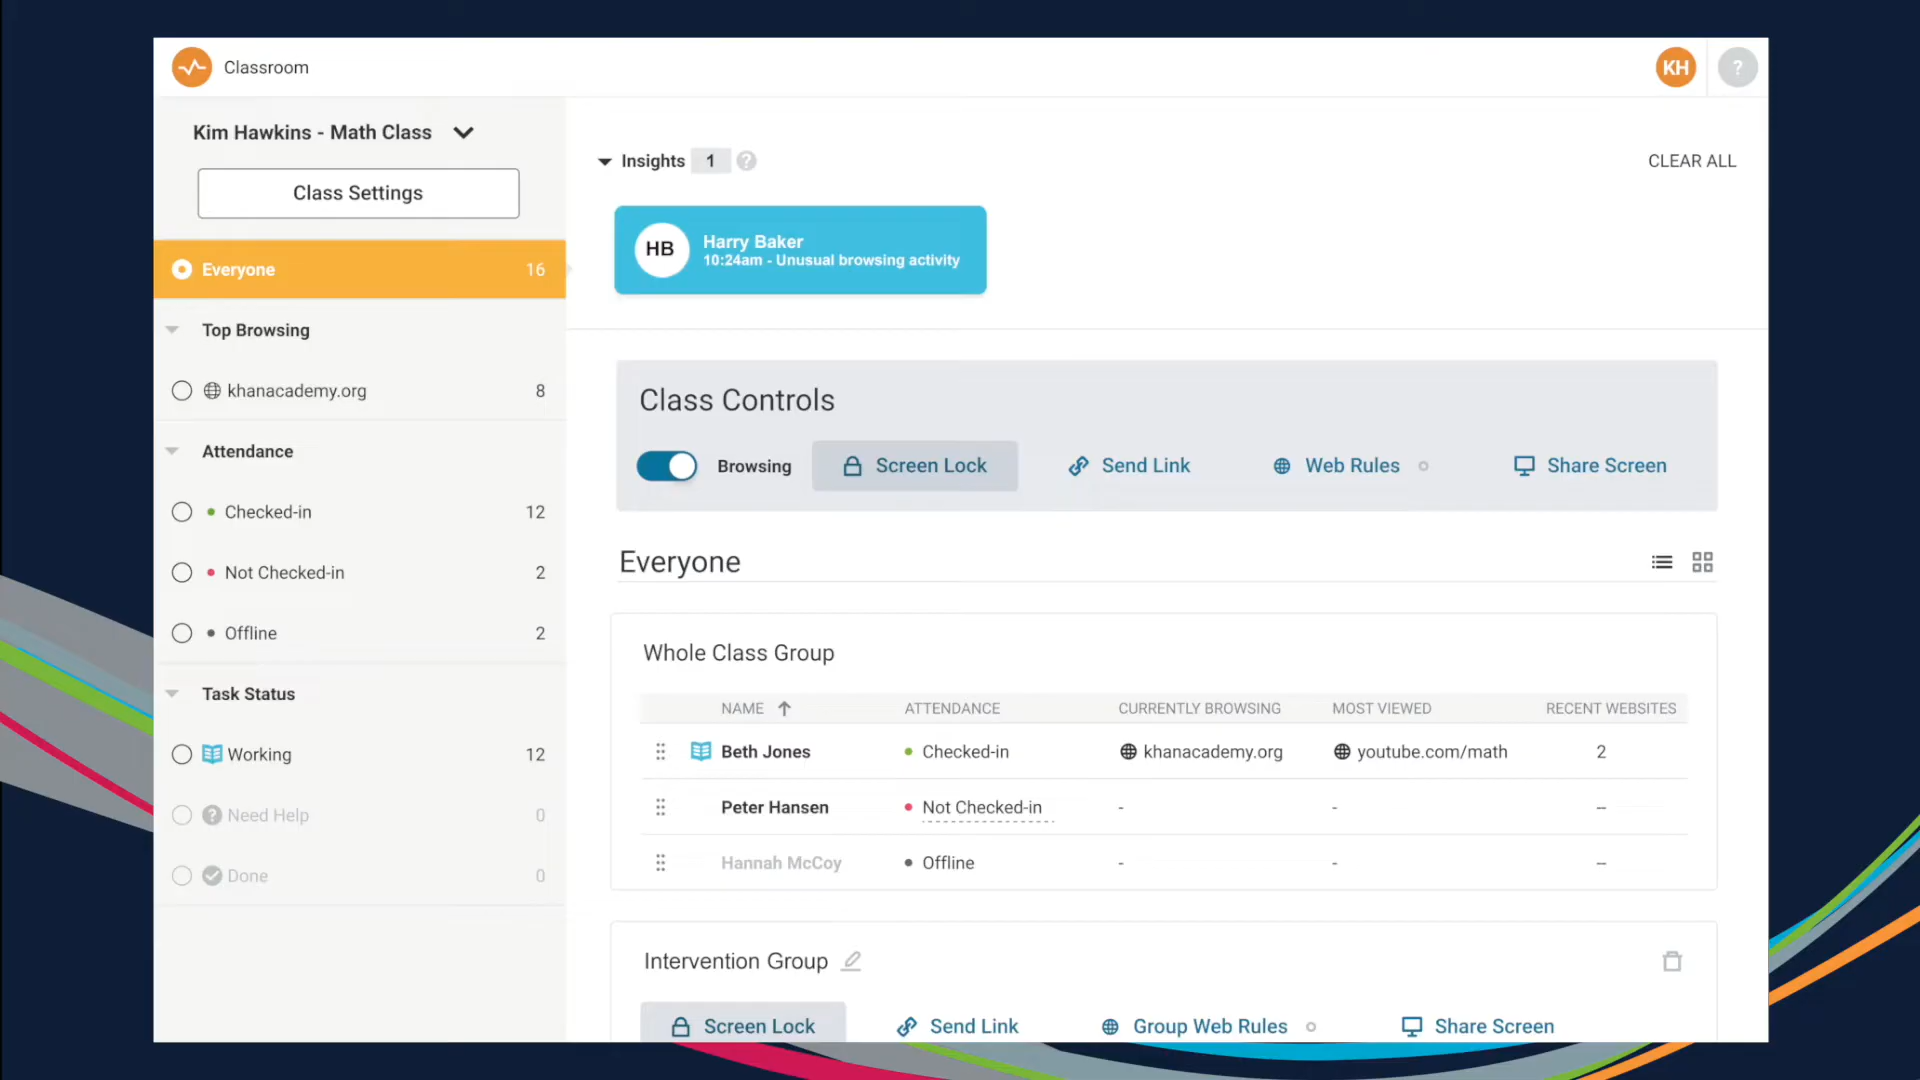 Classroom
KH
?
Kim Hawkins - Math Class
Class Settings
Everyone 16
Top Browsing
khanacademy.org 8
Attendance
Checked-in 12
Not Checked-in 2
Offline 2
Task Status
Working 12
? Need Help 0
Done 0
Insights 1 ?
CLEAR ALL
HB
Harry Baker
10:24am - Unusual browsing activity
Class Controls
Browsing Screen Lock Send Link Web Rules Share Screen
Everyone
Whole Class Group
NAME ATTENDANCE CURRENTLY BROWSING MOST VIEWED RECENT WEBSITES
Beth Jones Checked-in khanacademy.org youtube.com/math 2
Peter Hansen Not Checked-in - - --
Hannah McCoy Offline - - --
Intervention Group
Screen Lock Send Link Group Web Rules Share Screen